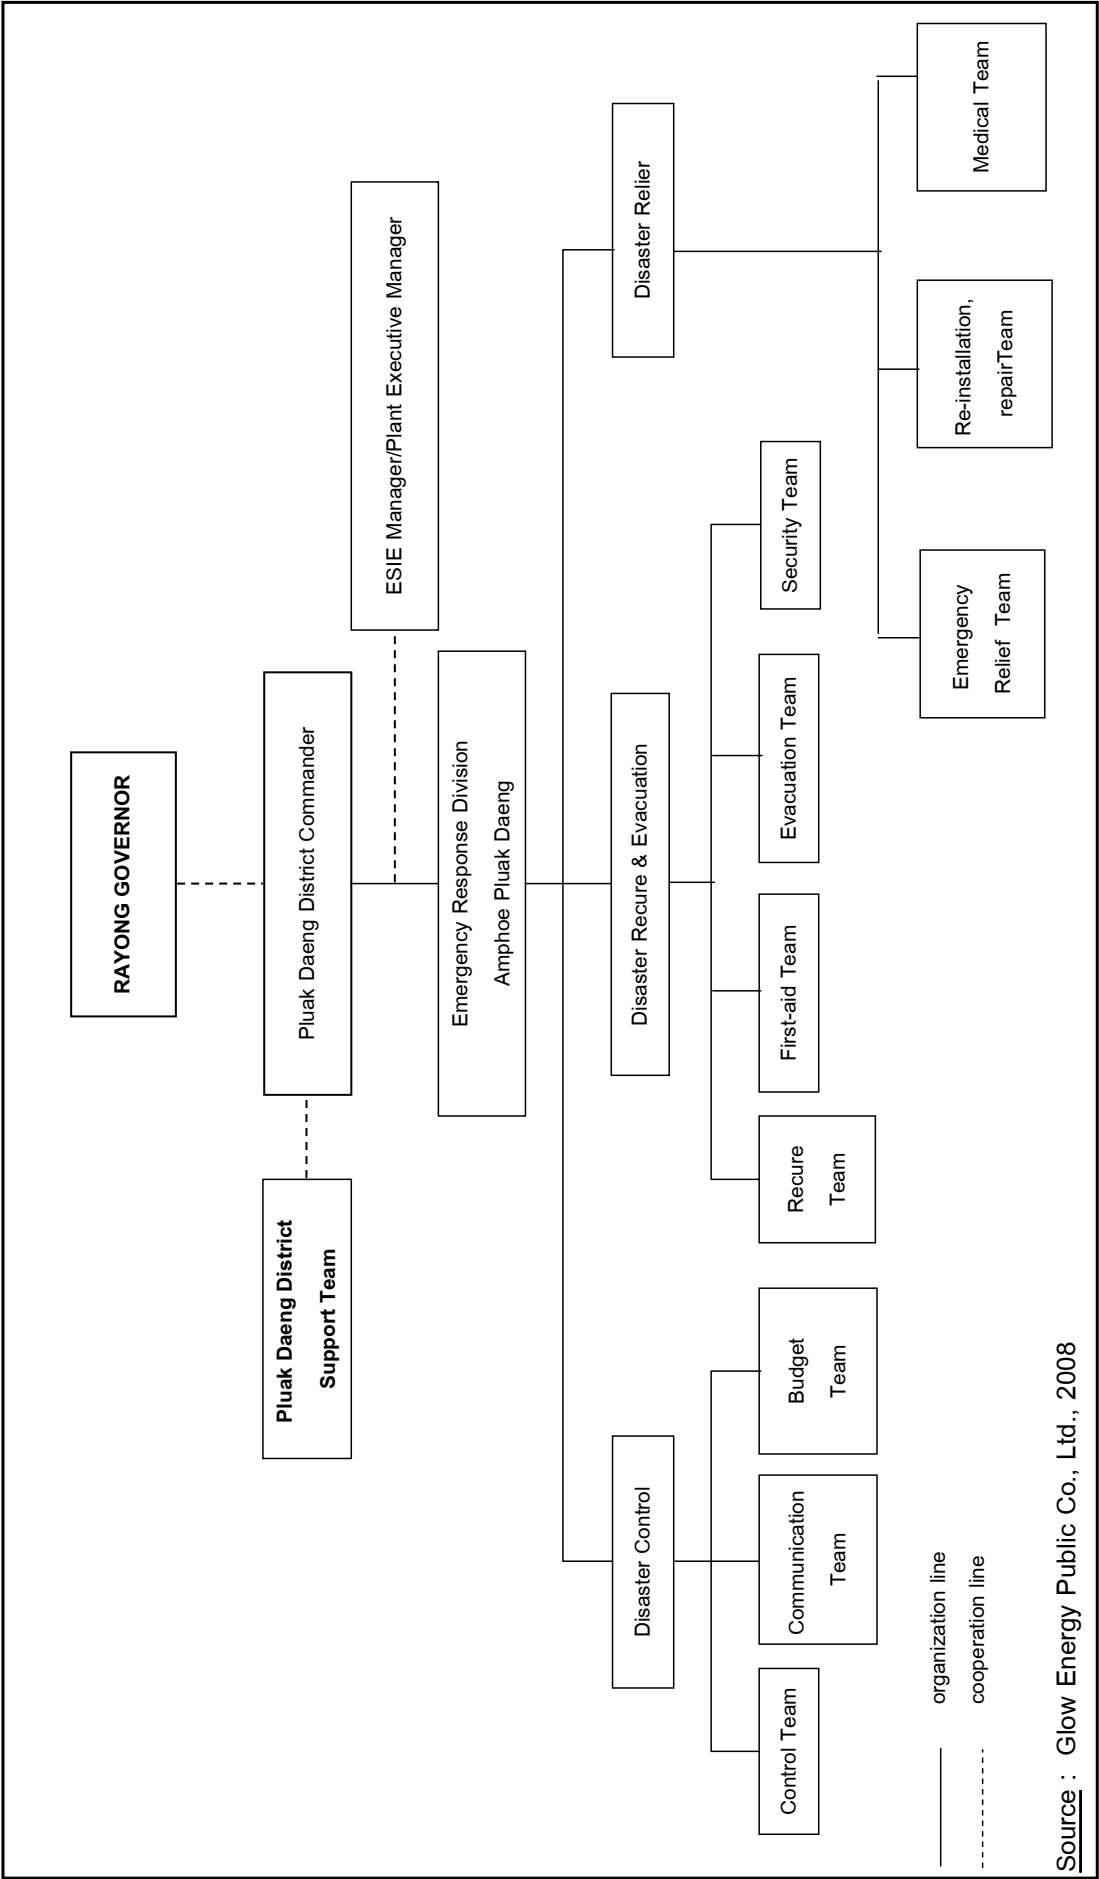 RAYONG GOVERNOR
Pluak Daeng District
Support Team
Pluak Daeng District Commander
ESIE Manager/Plant Executive Manager
Emergency Response Division
Amphoe Pluak Daeng
Disaster Control
Disaster Recure & Evacuation
Disaster Relier
Control Team
Communication
Team
Budget
Team
Recure
Team
First-aid Team
Evacuation Team
Security Team
Emergency
Relief Team
Re-installation,
repairTeam
Medical Team
organization line
cooperation line
Source : Glow Energy Public Co., Ltd., 2008